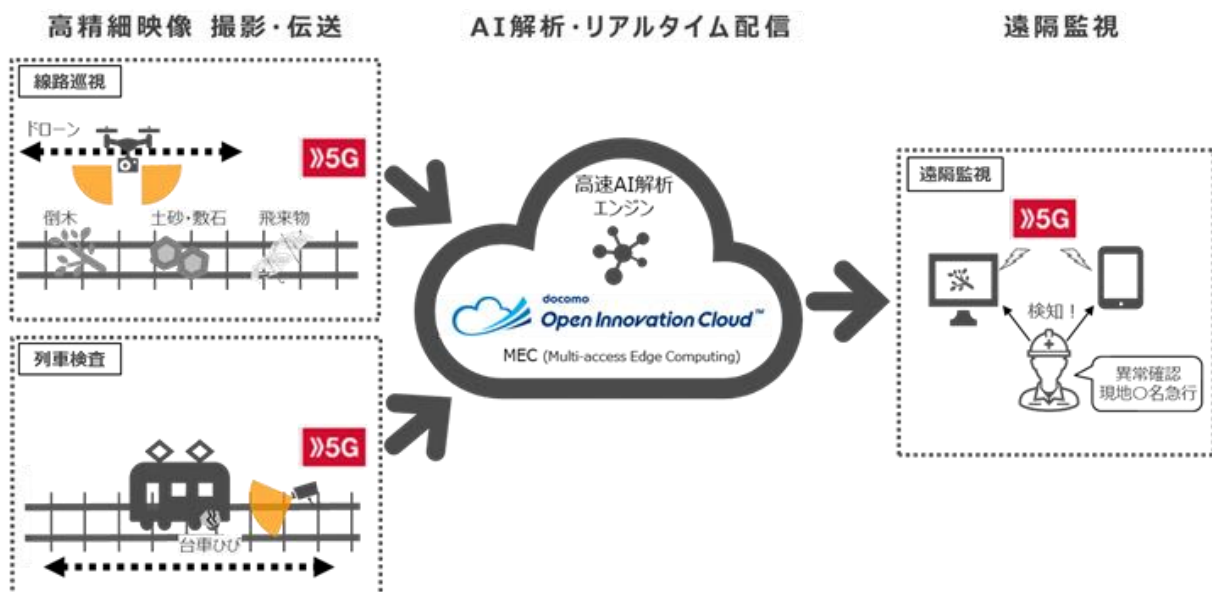 高精細映像 撮影・伝送
線路巡視
ドローン
5G
倒木
土砂・敷石
飛来物
列車検査
5G
台車ひび
AI解析・リアルタイム配信
高速AI解析
エンジン
docomo
Open Innovation Cloud™
MEC (Multi-access Edge Computing)
遠隔監視
遠隔監視
5G
検知！
異常確認
現地〇名急行